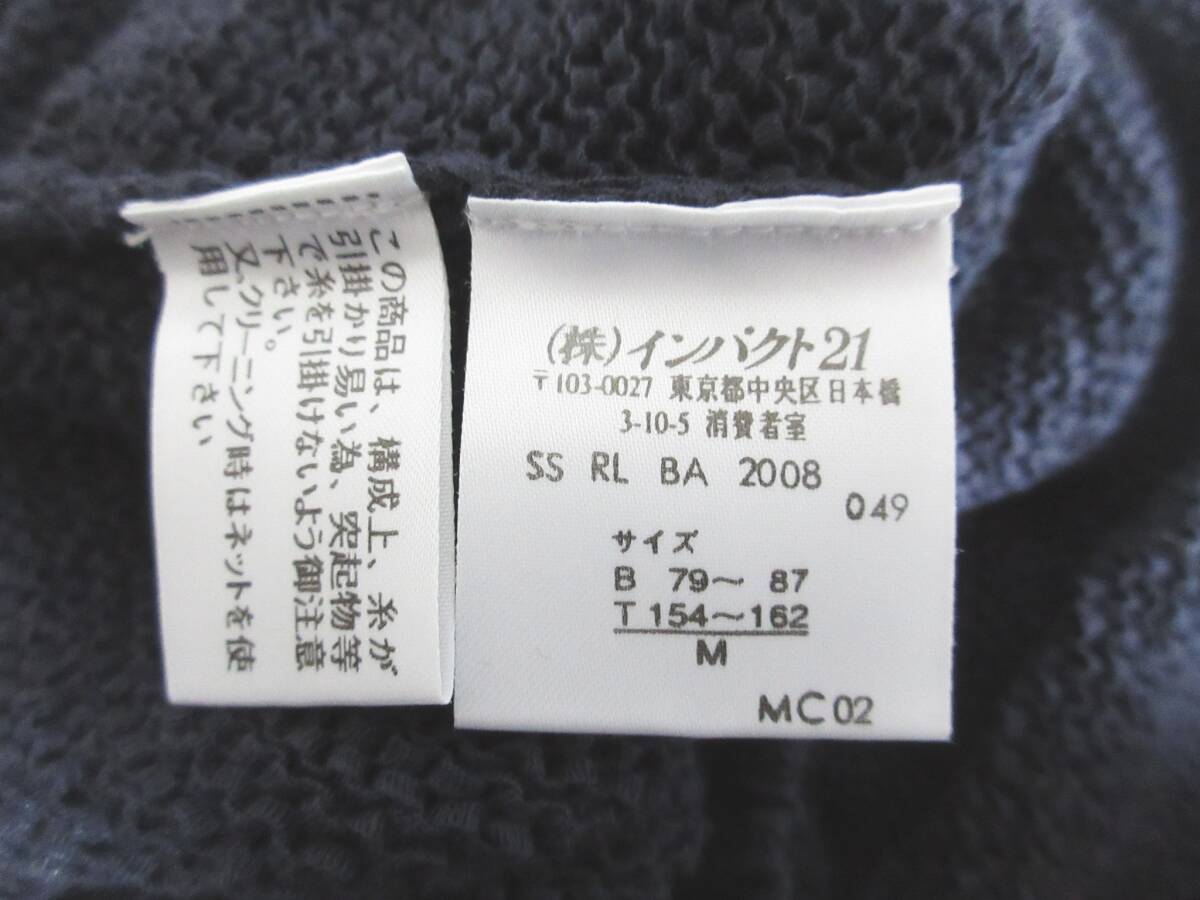 この商品は、構成上、糸が
引掛かり易い為、突起物等
で糸を引掛けないよう御注意
下さい。
又、クリーニング時はネットを使
用して下さい
(株)インパクト21
〒103-0027 東京都中央区日本橋
3-10-5 消費者室
SS RL BA 2008
049
サイズ
B 79〜 87
T 154〜162
M
MC02